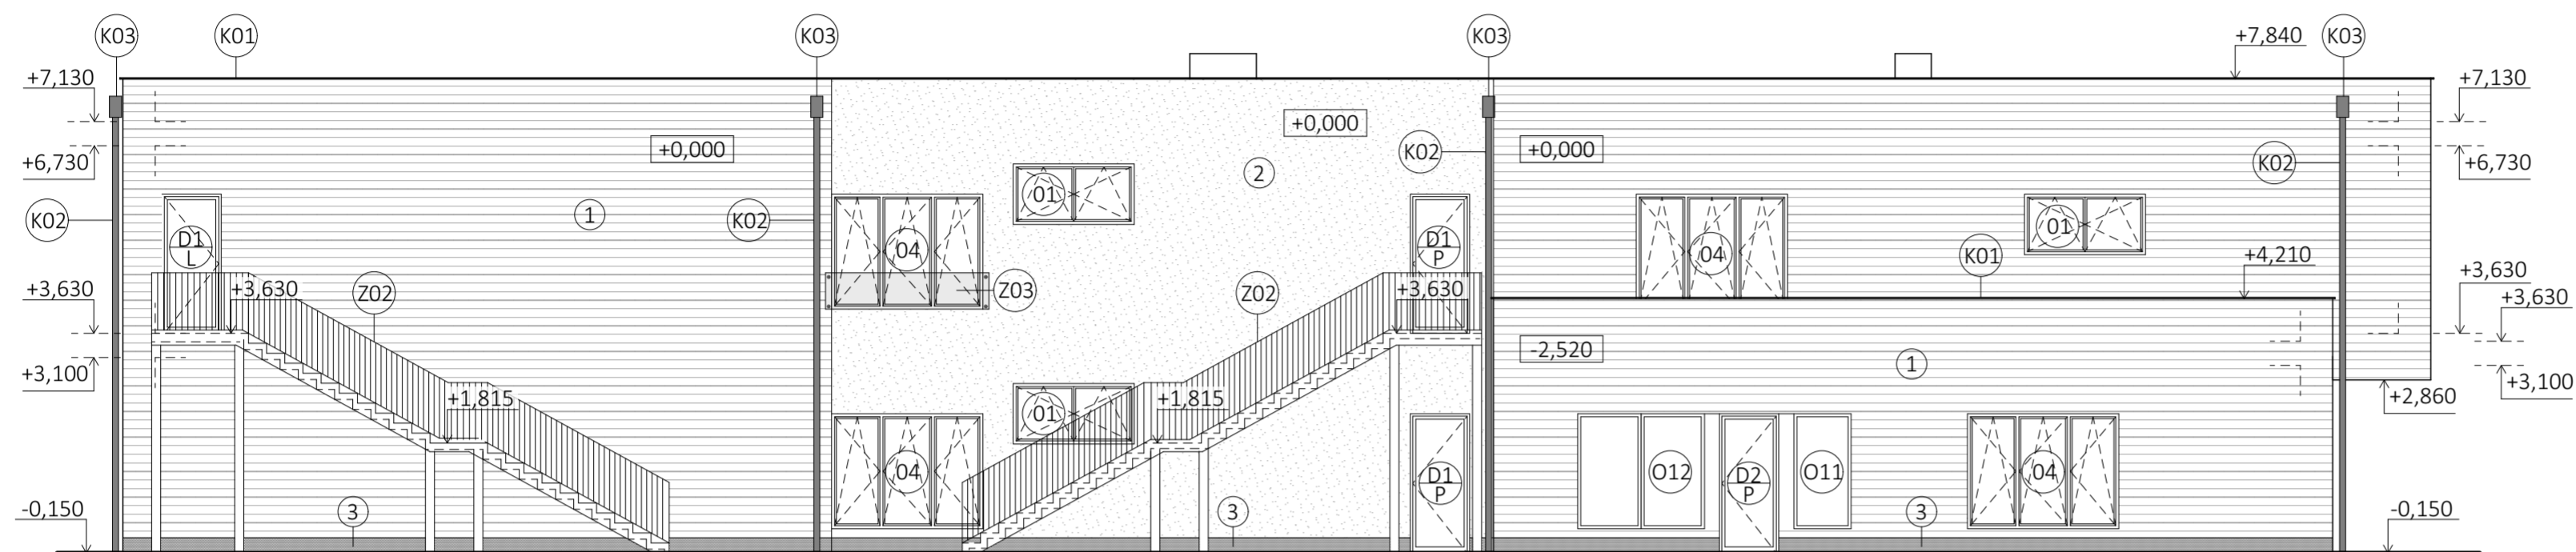 K03
K01
K03
K03
+7,840
K03
+7,130
+7,130
+0,000
+0,000
+0,000
K02
K02
+6,730
+6,730
2
01
K02
1
K02
01
D1
L
04
D1
P
04
K01
+4,210
+3,630
+3,630
Z02
Z03
Z02
+3,630
+3,630
+3,630
-2,520
1
+3,100
+3,100
+1,815
01
+1,815
+2,860
04
D1
P
O12
D2
P
O11
04
-0,150
3
3
3
-0,150